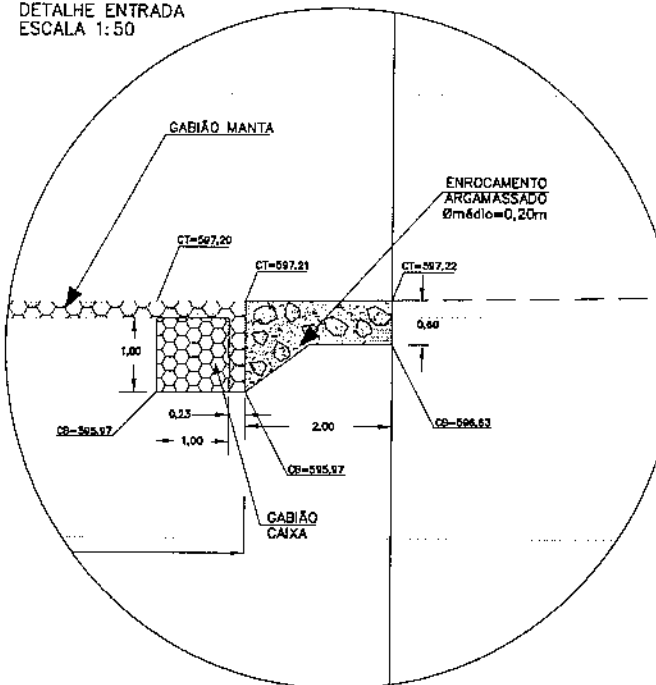 DETALHE ENTRADA
ESCALA 1:50
GABIÃO MANTA
ENROCAMENTO
ARGAMASSADO
Ømédio=0,20m
CT=597,20
CT=597,21
CT=597,22
1,00
0,60
0,23
1,00
2,00
CB=595,97
CB=595,97
CB=596,63
GABIÃO
CAIXA